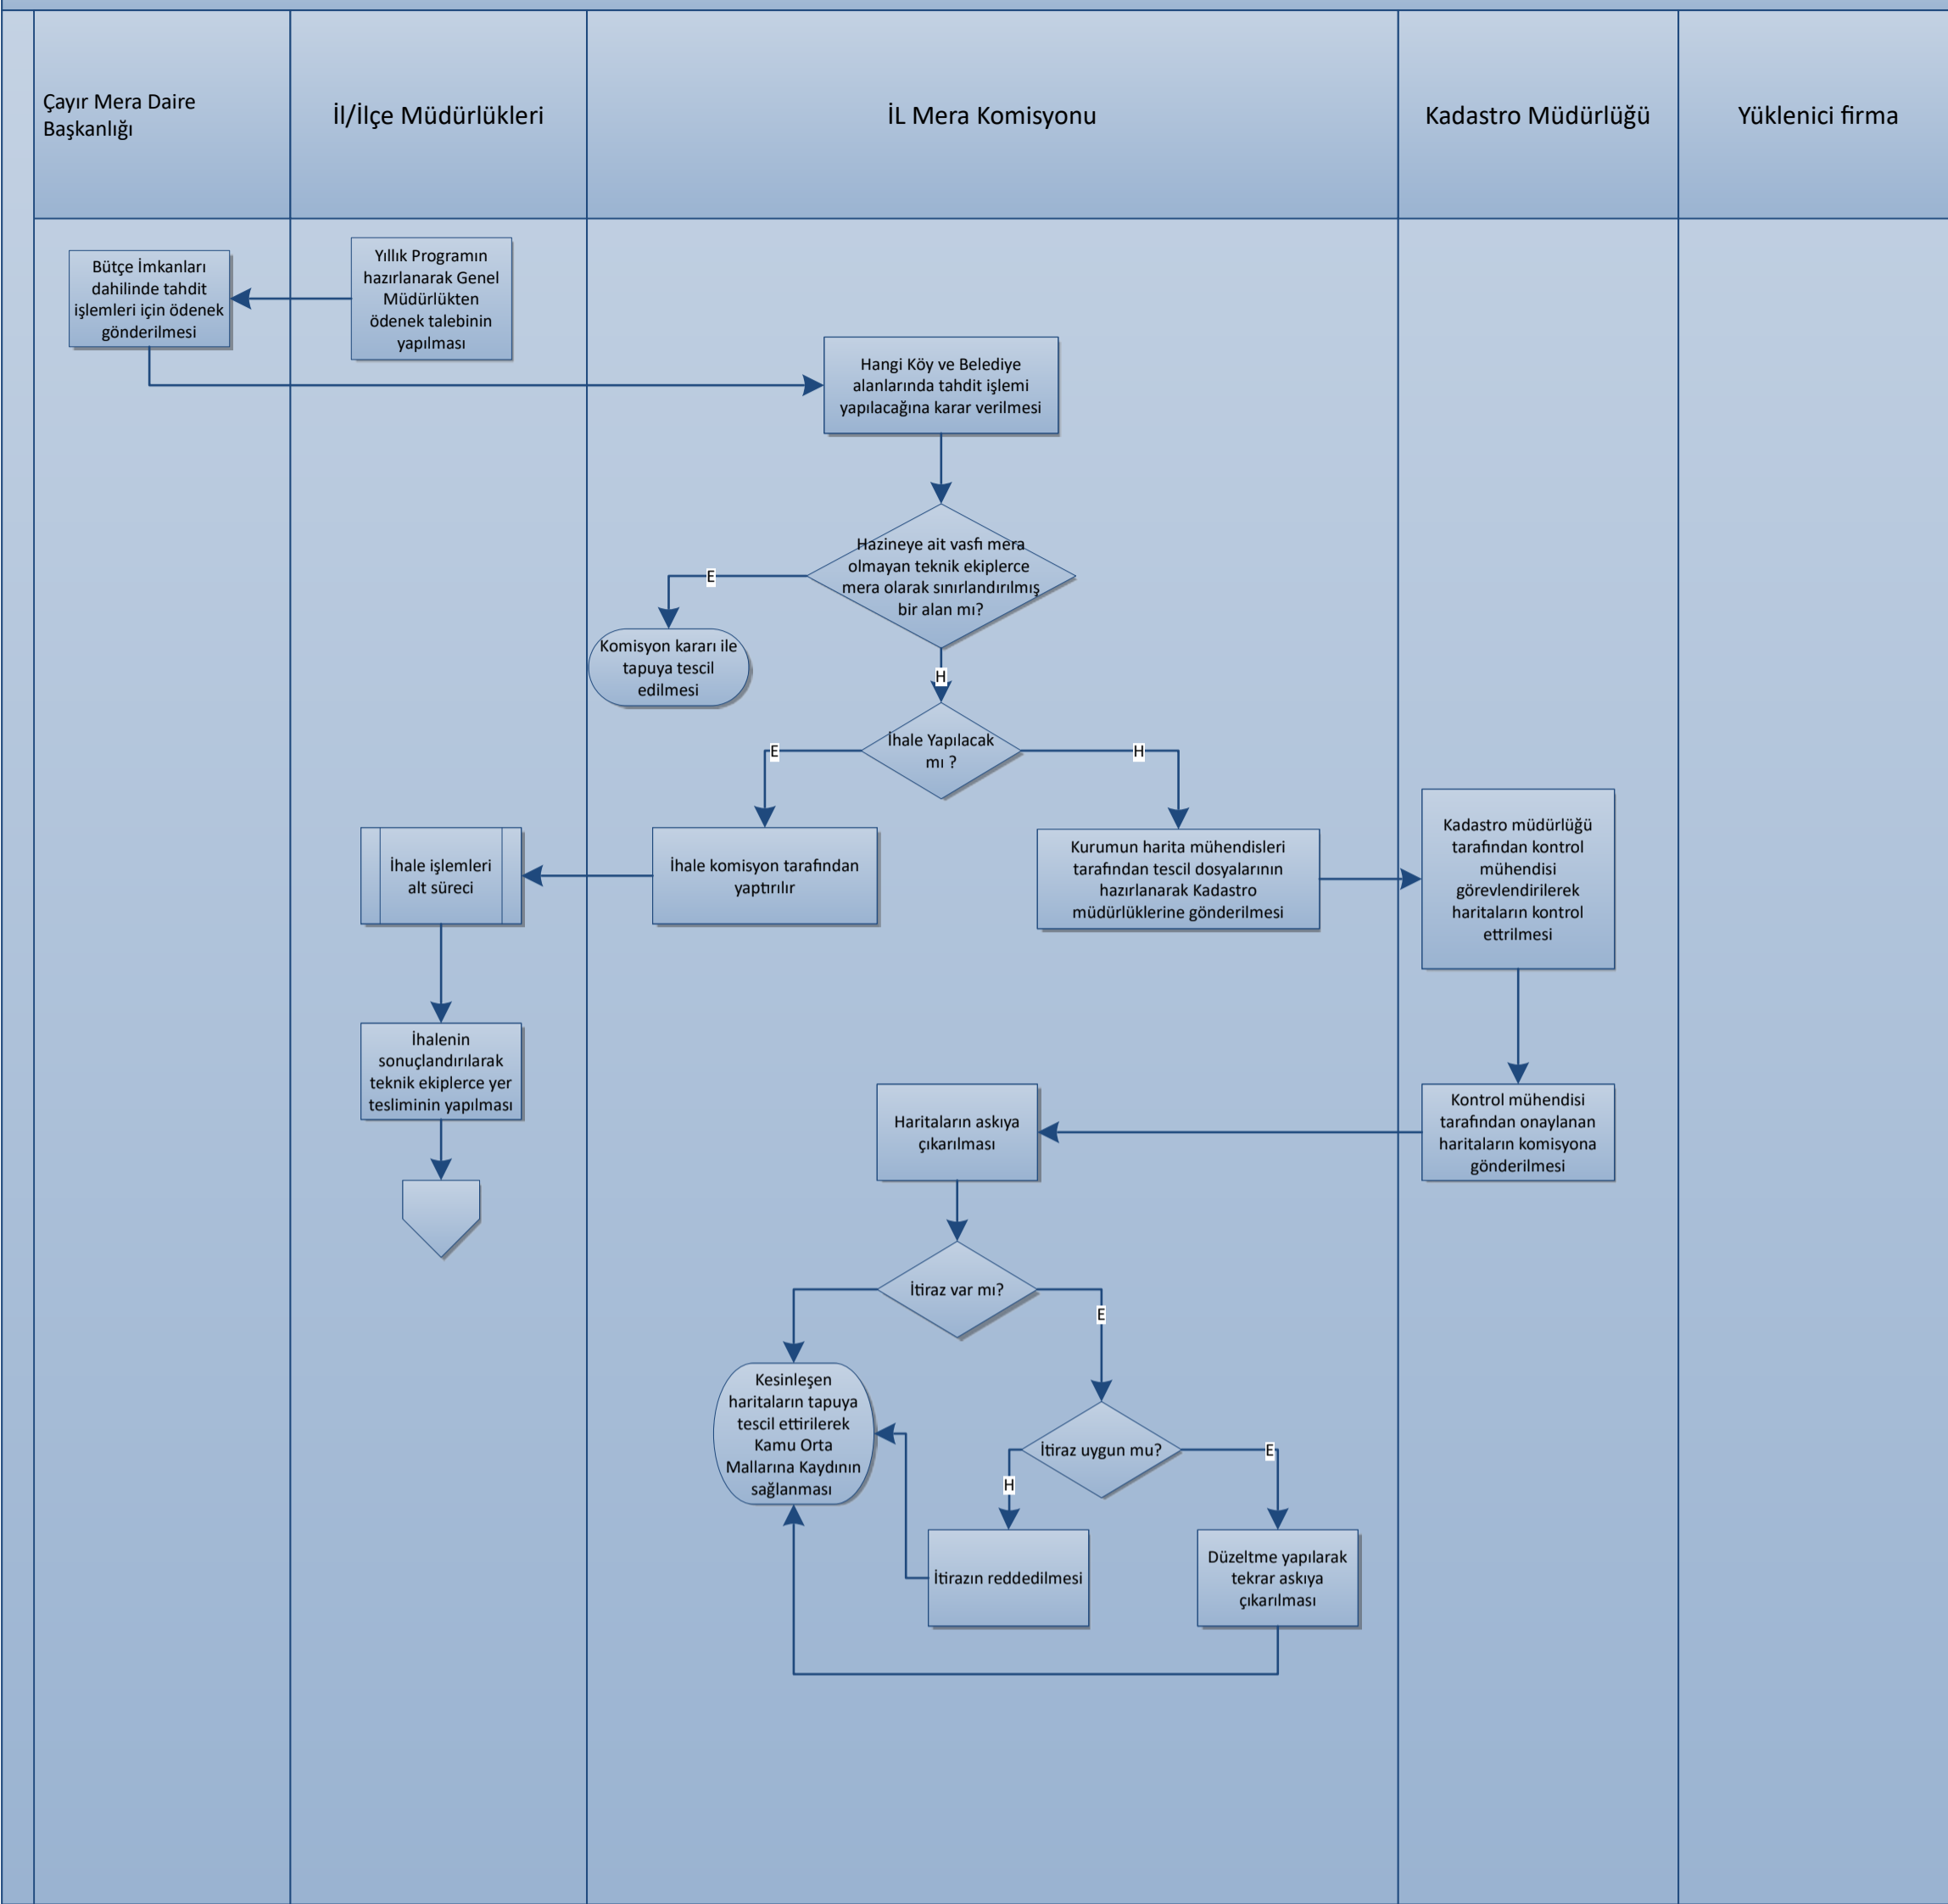 Çayır Mera Daire
Başkanlığı
İl/İlçe Müdürlükleri
İL Mera Komisyonu
Kadastro Müdürlüğü
Yüklenici firma
Bütçe İmkanları
dahilinde tahdit
işlemleri için ödenek
gönderilmesi
Yıllık Programın
hazırlanarak Genel
Müdürlükten
ödenek talebinin
yapılması
Hangi Köy ve Belediye
alanlarında tahdit işlemi
yapılacağına karar verilmesi
Hazineye ait vasfı mera
olmayan teknik ekiplerce
mera olarak sınırlandırılmış
bir alan mı?
E
Komisyon kararı ile
tapuya tescil
edilmesi
H
İhale Yapılacak
mı ?
E
H
İhale işlemleri
alt süreci
İhale komisyon tarafından
yaptırılır
Kurumun harita mühendisleri
tarafından tescil dosyalarının
hazırlanarak Kadastro
müdürlüklerine gönderilmesi
Kadastro müdürlüğü
tarafından kontrol
mühendisi
görevlendirilerek
haritaların kontrol
ettrilmesi
İhalenin
sonuçlandırılarak
teknik ekiplerce yer
tesliminin yapılması
Haritaların askıya
çıkarılması
Kontrol mühendisi
tarafından onaylanan
haritaların komisyona
gönderilmesi
İtiraz var mı?
E
Kesinleşen
haritaların tapuya
tescil ettirilerek
Kamu Orta
Mallarına Kaydının
sağlanması
İtiraz uygun mu?
E
H
İtirazın reddedilmesi
Düzeltme yapılarak
tekrar askıya
çıkarılması